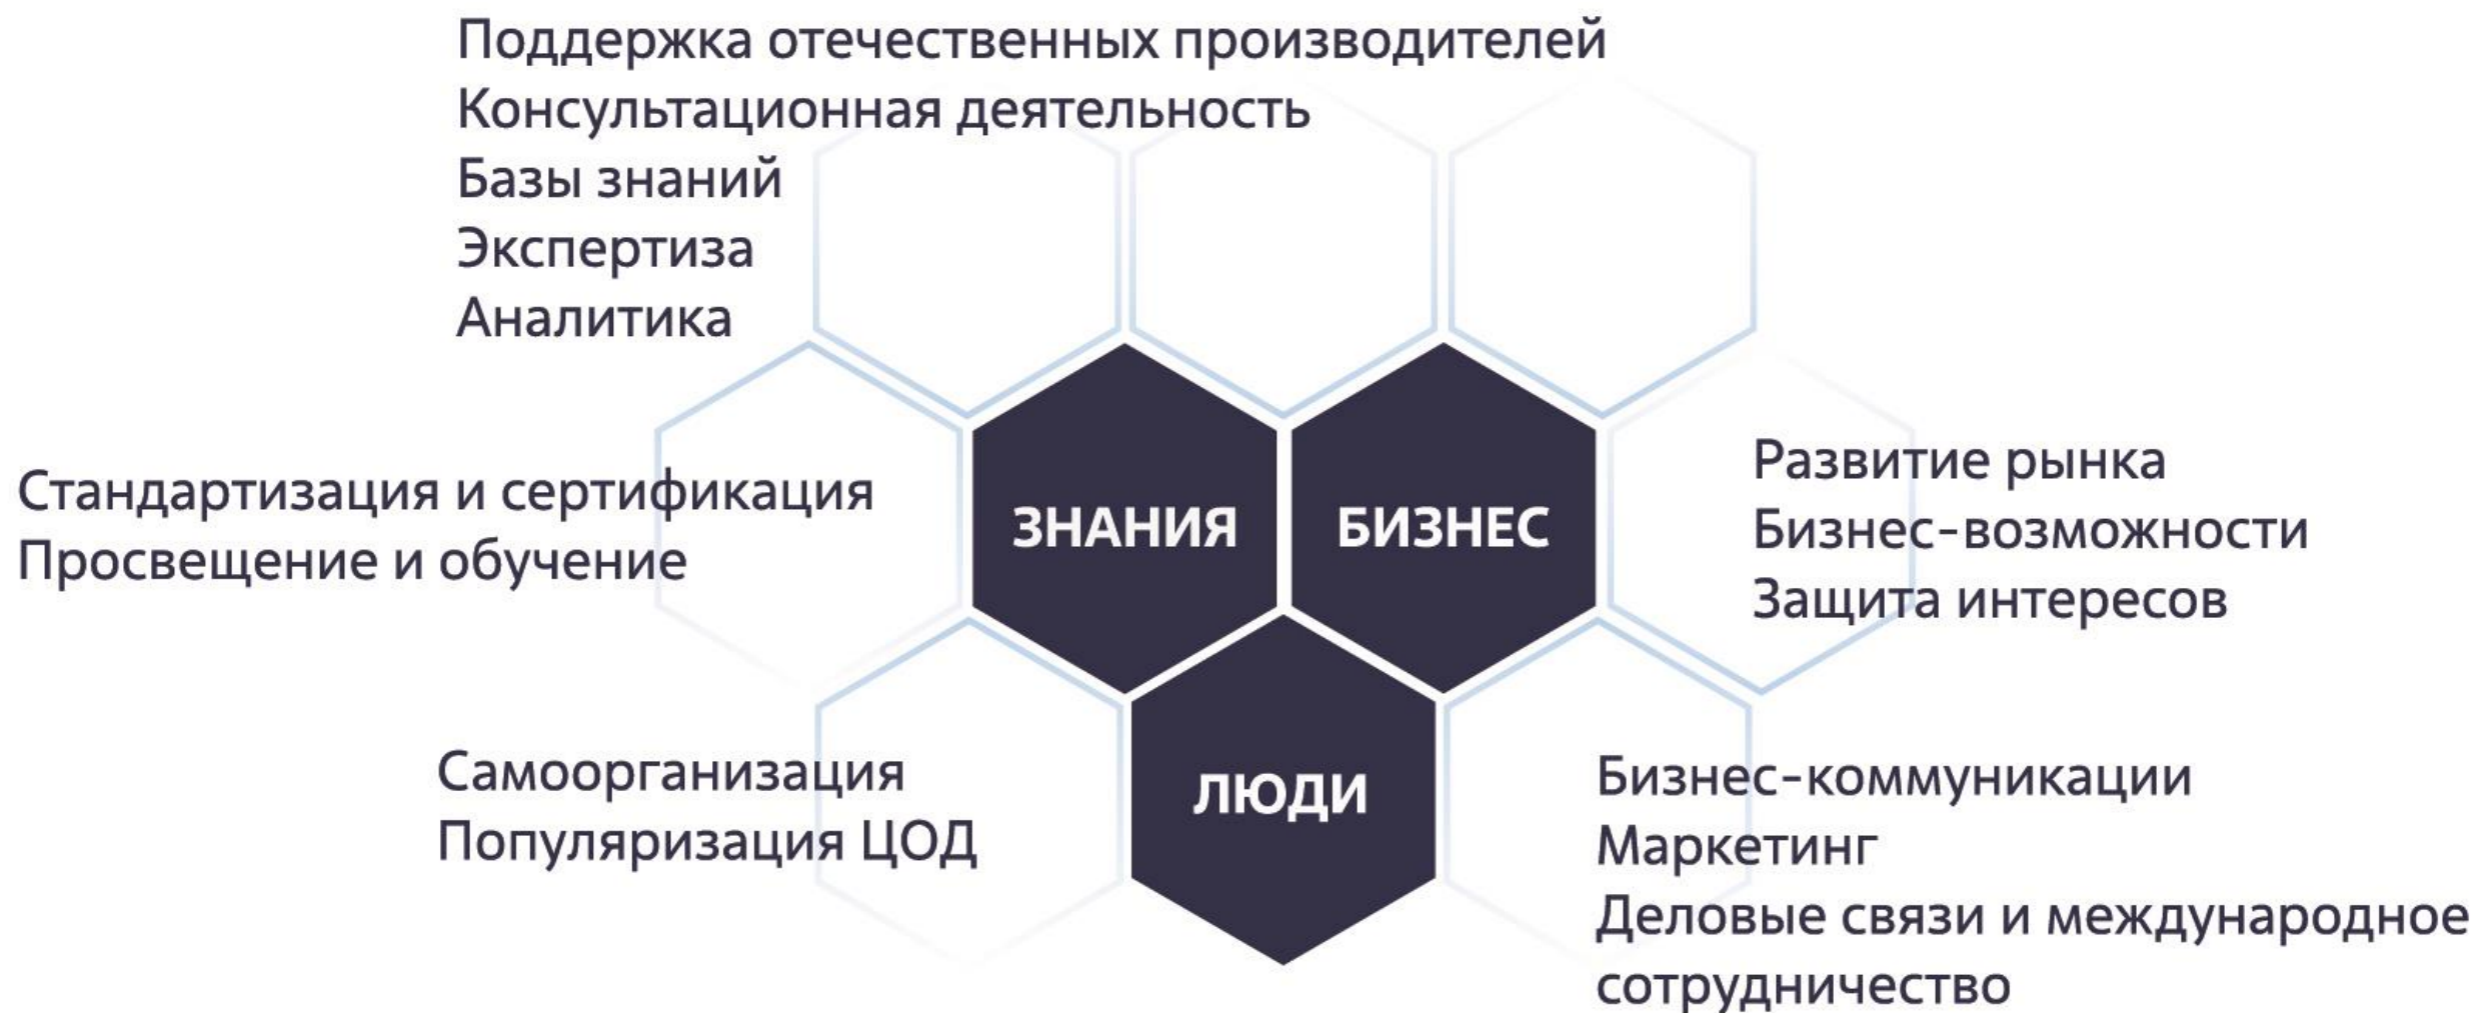 Поддержка отечественных производителей
Консультационная деятельность
Базы знаний
Экспертиза
Аналитика
Стандартизация и сертификация
Просвещение и обучение
ЗНАНИЯ
БИЗНЕС
Развитие рынка
Бизнес-возможности
Защита интересов
Самоорганизация
Популяризация ЦОД
ЛЮДИ
Бизнес-коммуникации
Маркетинг
Деловые связи и международное
сотрудничество